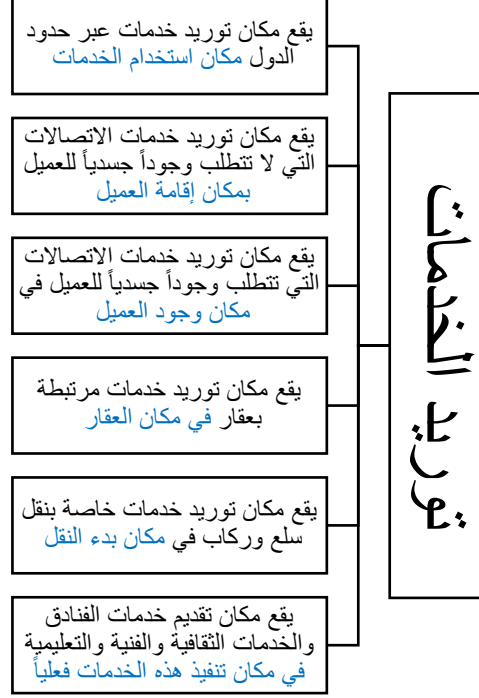 توريد الخدمات
يقع مكان توريد خدمات عبر حدود
الدول مكان استخدام الخدمات
يقع مكان توريد خدمات الاتصالات
التي لا تتطلب وجوداً جسدياً للعميل
بمكان إقامة العميل
يقع مكان توريد خدمات الاتصالات
التي تتطلب وجوداً جسدياً للعميل في
مكان وجود العميل
يقع مكان توريد خدمات مرتبطة
بعقار في مكان العقار
يقع مكان توريد خدمات خاصة بنقل
سلع وركاب في مكان بدء النقل
يقع مكان تقديم خدمات الفنادق
والخدمات الثقافية والفنية والتعليمية
في مكان تنفيذ هذه الخدمات فعلياً